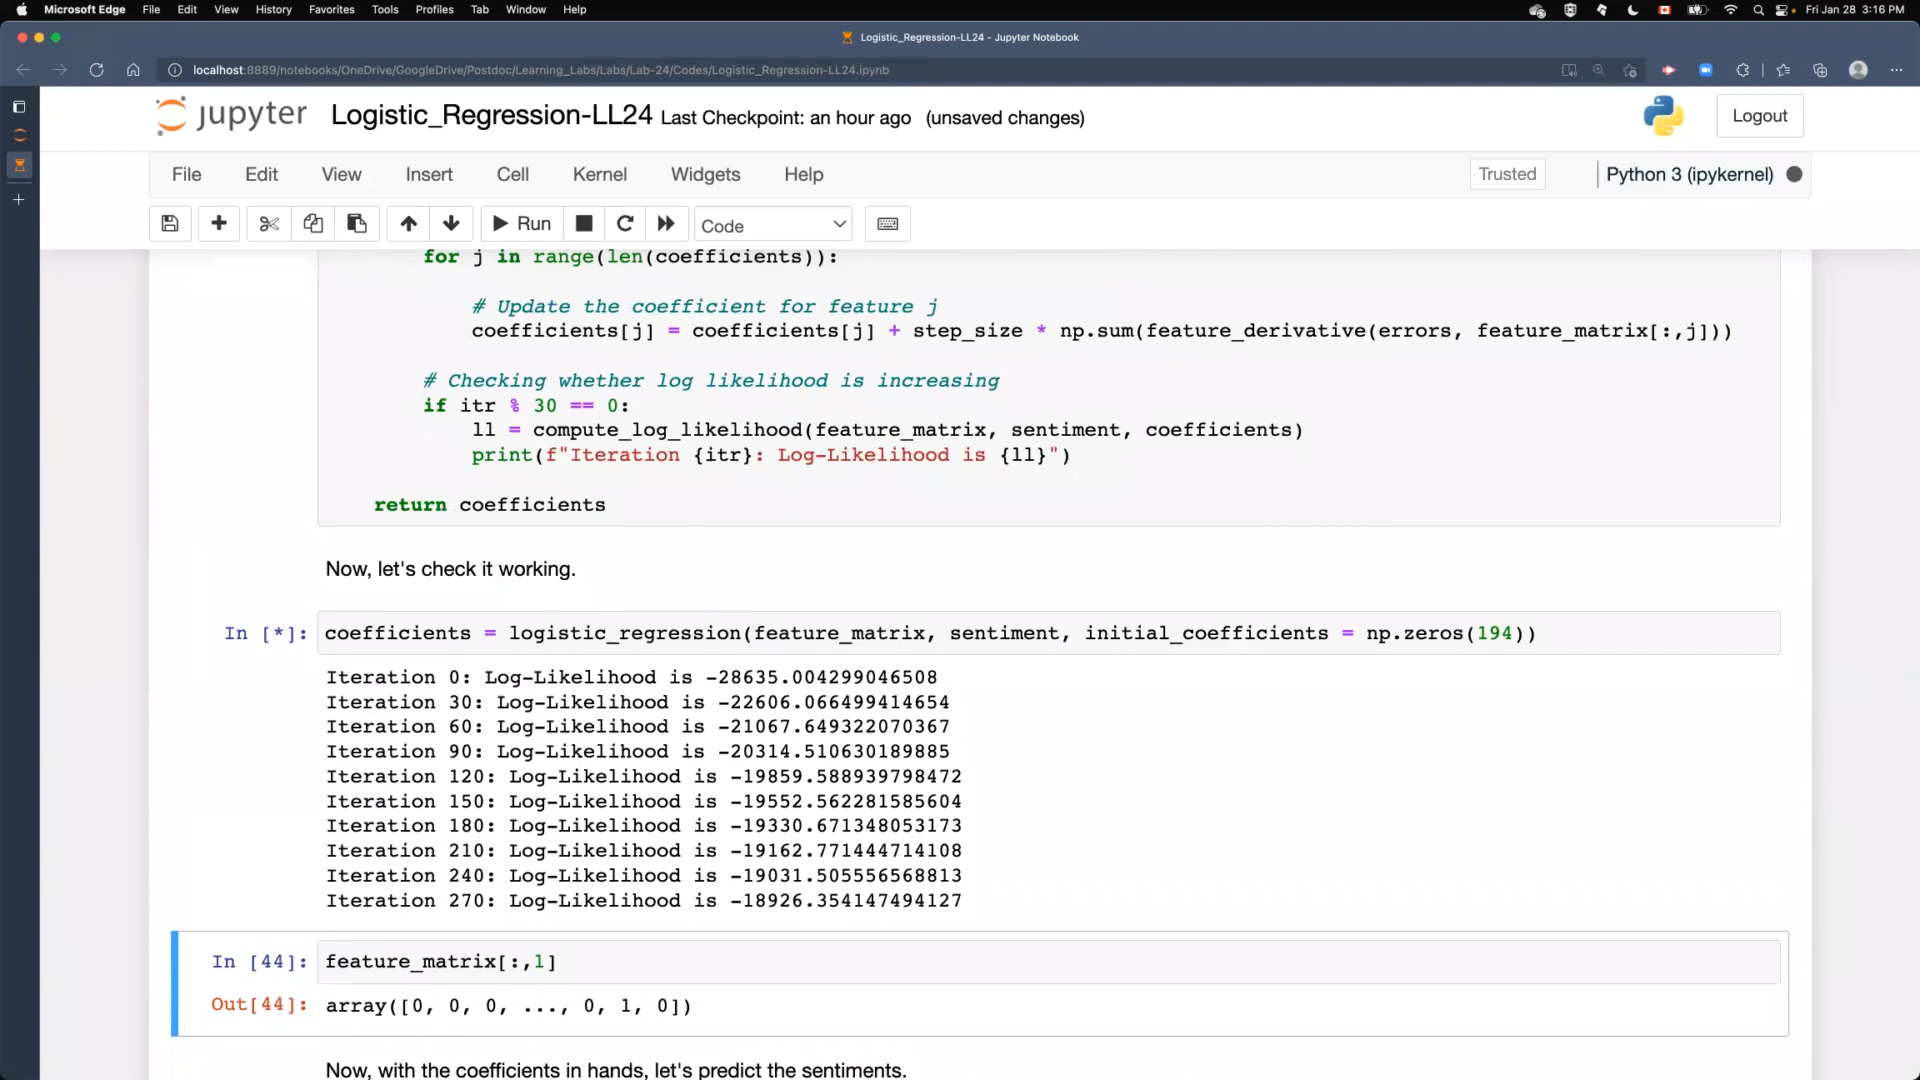 Microsoft Edge File Edit View History Favorites Tools Profiles Tab Window Help Fri Jan 28 3:16 PM
Logistic_Regression-LL24 - Jupyter Notebook
localhost:8889/notebooks/OneDrive/GoogleDrive/Postdoc/Learning_Labs/Labs/Lab-24/Codes/Logistic_Regression-LL24.ipynb
jupyter Logistic_Regression-LL24 Last Checkpoint: an hour ago (unsaved changes) Logout
File Edit View Insert Cell Kernel Widgets Help Trusted Python 3 (ipykernel)
Run Code
for j in range(len(coefficients)):
# Update the coefficient for feature j
coefficients[j] = coefficients[j] + step_size * np.sum(feature_derivative(errors, feature_matrix[:,j]))
# Checking whether log likelihood is increasing
if itr % 30 == 0:
ll = compute_log_likelihood(feature_matrix, sentiment, coefficients)
print(f"Iteration {itr}: Log-Likelihood is {ll}")
return coefficients
Now, let's check it working.
In [*]: coefficients = logistic_regression(feature_matrix, sentiment, initial_coefficients = np.zeros(194))
Iteration 0: Log-Likelihood is -28635.004299046508
Iteration 30: Log-Likelihood is -22606.066499414654
Iteration 60: Log-Likelihood is -21067.649322070367
Iteration 90: Log-Likelihood is -20314.510630189885
Iteration 120: Log-Likelihood is -19859.588939798472
Iteration 150: Log-Likelihood is -19552.562281585604
Iteration 180: Log-Likelihood is -19330.671348053173
Iteration 210: Log-Likelihood is -19162.771444714108
Iteration 240: Log-Likelihood is -19031.505556568813
Iteration 270: Log-Likelihood is -18926.354147494127
In [44]: feature_matrix[:,1]
Out[44]: array([0, 0, 0, ..., 0, 1, 0])
Now, with the coefficients in hands, let's predict the sentiments.